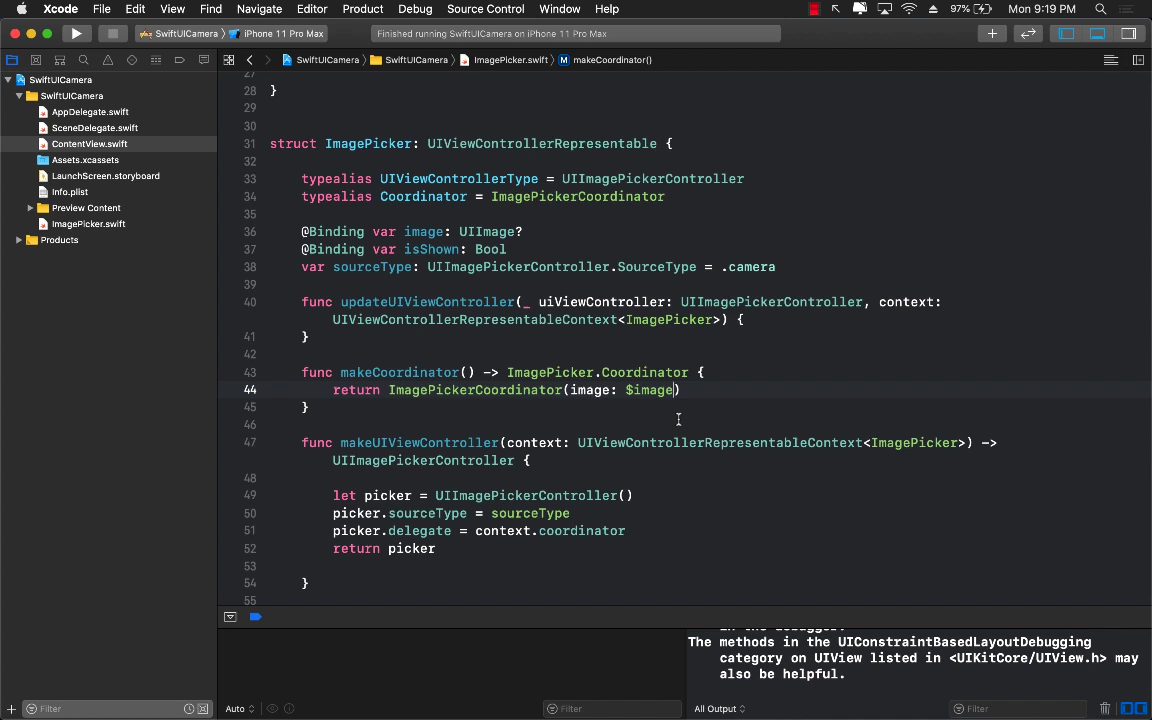 Xcode File Edit View Find Navigate Editor Product Debug Source Control Window Help 97% Mon 9:19 PM
SwiftUICamera iPhone 11 Pro Max Finished running SwiftUICamera on iPhone 11 Pro Max
SwiftUICamera SwiftUICamera ImagePicker.swift M makeCoordinator()
SwiftUICamera
SwiftUICamera
AppDelegate.swift
SceneDelegate.swift
ContentView.swift
Assets.xcassets
LaunchScreen.storyboard
Info.plist
Preview Content
ImagePicker.swift
Products
27
28 }
29
30
31 struct ImagePicker: UIViewControllerRepresentable {
32
33 typealias UIViewControllerType = UIImagePickerController
34 typealias Coordinator = ImagePickerCoordinator
35
36 @Binding var image: UIImage?
37 @Binding var isShown: Bool
38 var sourceType: UIImagePickerController.SourceType = .camera
39
40 func updateUIViewController(_ uiViewController: UIImagePickerController, context:
UIViewControllerRepresentableContext<ImagePicker>) {
41 }
42
43 func makeCoordinator() -> ImagePicker.Coordinator {
44 return ImagePickerCoordinator(image: $image)
45 }
46
47 func makeUIViewController(context: UIViewControllerRepresentableContext<ImagePicker>) ->
UIImagePickerController {
48
49 let picker = UIImagePickerController()
50 picker.sourceType = sourceType
51 picker.delegate = context.coordinator
52 return picker
53
54 }
55
in the debugger.
The methods in the UIConstraintBasedLayoutDebugging
category on UIView listed in <UIKitCore/UIView.h> may
also be helpful.
Filter Auto Filter All Output Filter